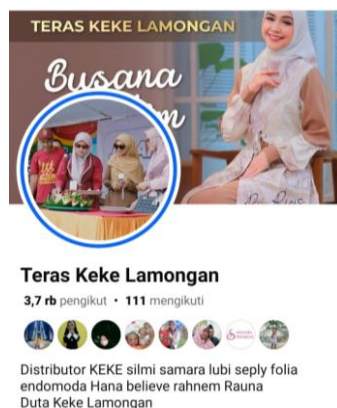 TERAS KEKE LAMONGAN
Busana
Teras Keke Lamongan
3,7 rb pengikut • 111 mengikuti
Distributor KEKE silmi samara lubi seply folia
endomoda Hana believe rahnem Rauna
Duta Keke Lamongan